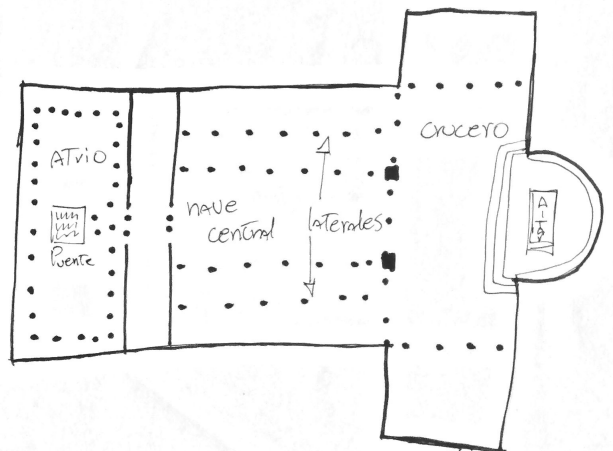 Atrio
Puente
nave
central
laterales
crucero
Altar